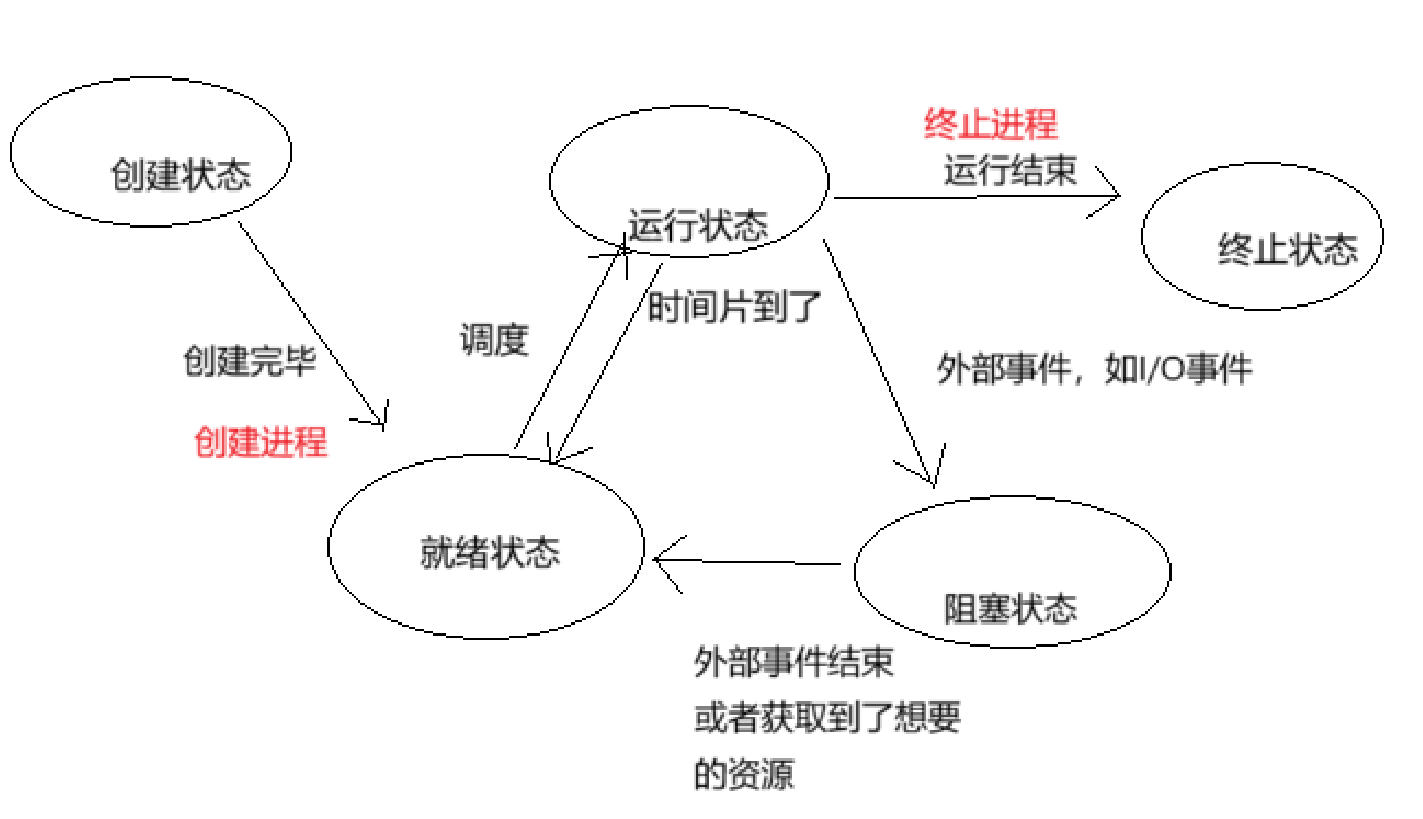 终止进程
运行结束
创建状态
运行状态
终止状态
时间片到了
调度
创建完毕
外部事件，如I/O事件
创建进程
就绪状态
阻塞状态
外部事件结束
或者获取到了想要
的资源